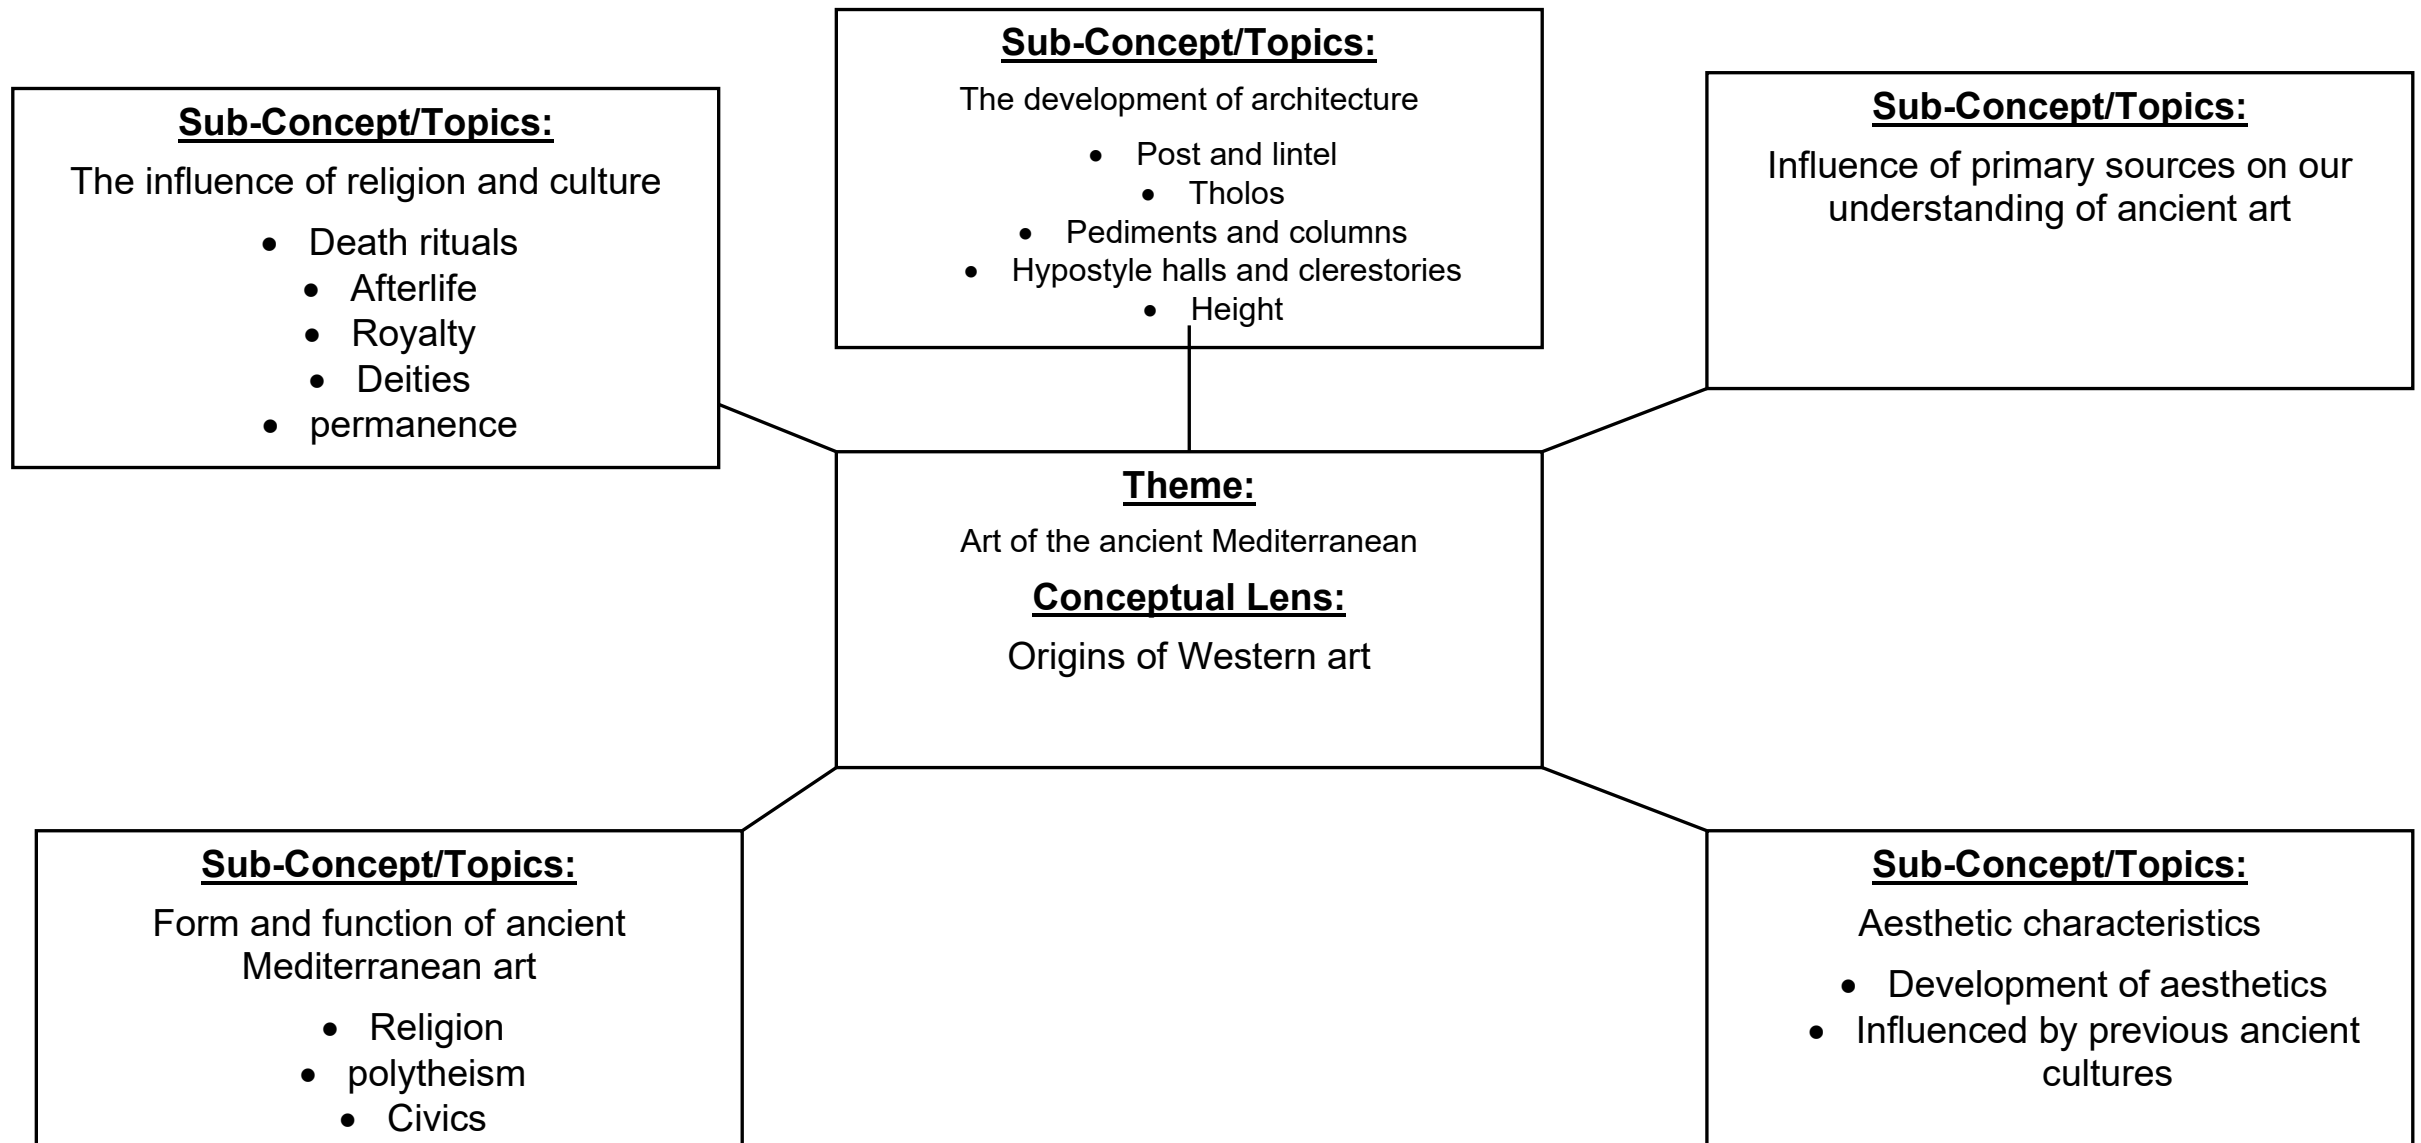 Sub-Concept/Topics:
The influence of religion and culture
• Death rituals
• Afterlife
• Royalty
• Deities
• permanence
Sub-Concept/Topics:
The development of architecture
• Post and lintel
• Tholos
• Pediments and columns
• Hypostyle halls and clerestories
• Height
Sub-Concept/Topics:
Influence of primary sources on our
understanding of ancient art
Theme:
Art of the ancient Mediterranean
Conceptual Lens:
Origins of Western art
Sub-Concept/Topics:
Form and function of ancient
Mediterranean art
• Religion
• polytheism
• Civics
Sub-Concept/Topics:
Aesthetic characteristics
• Development of aesthetics
• Influenced by previous ancient
cultures